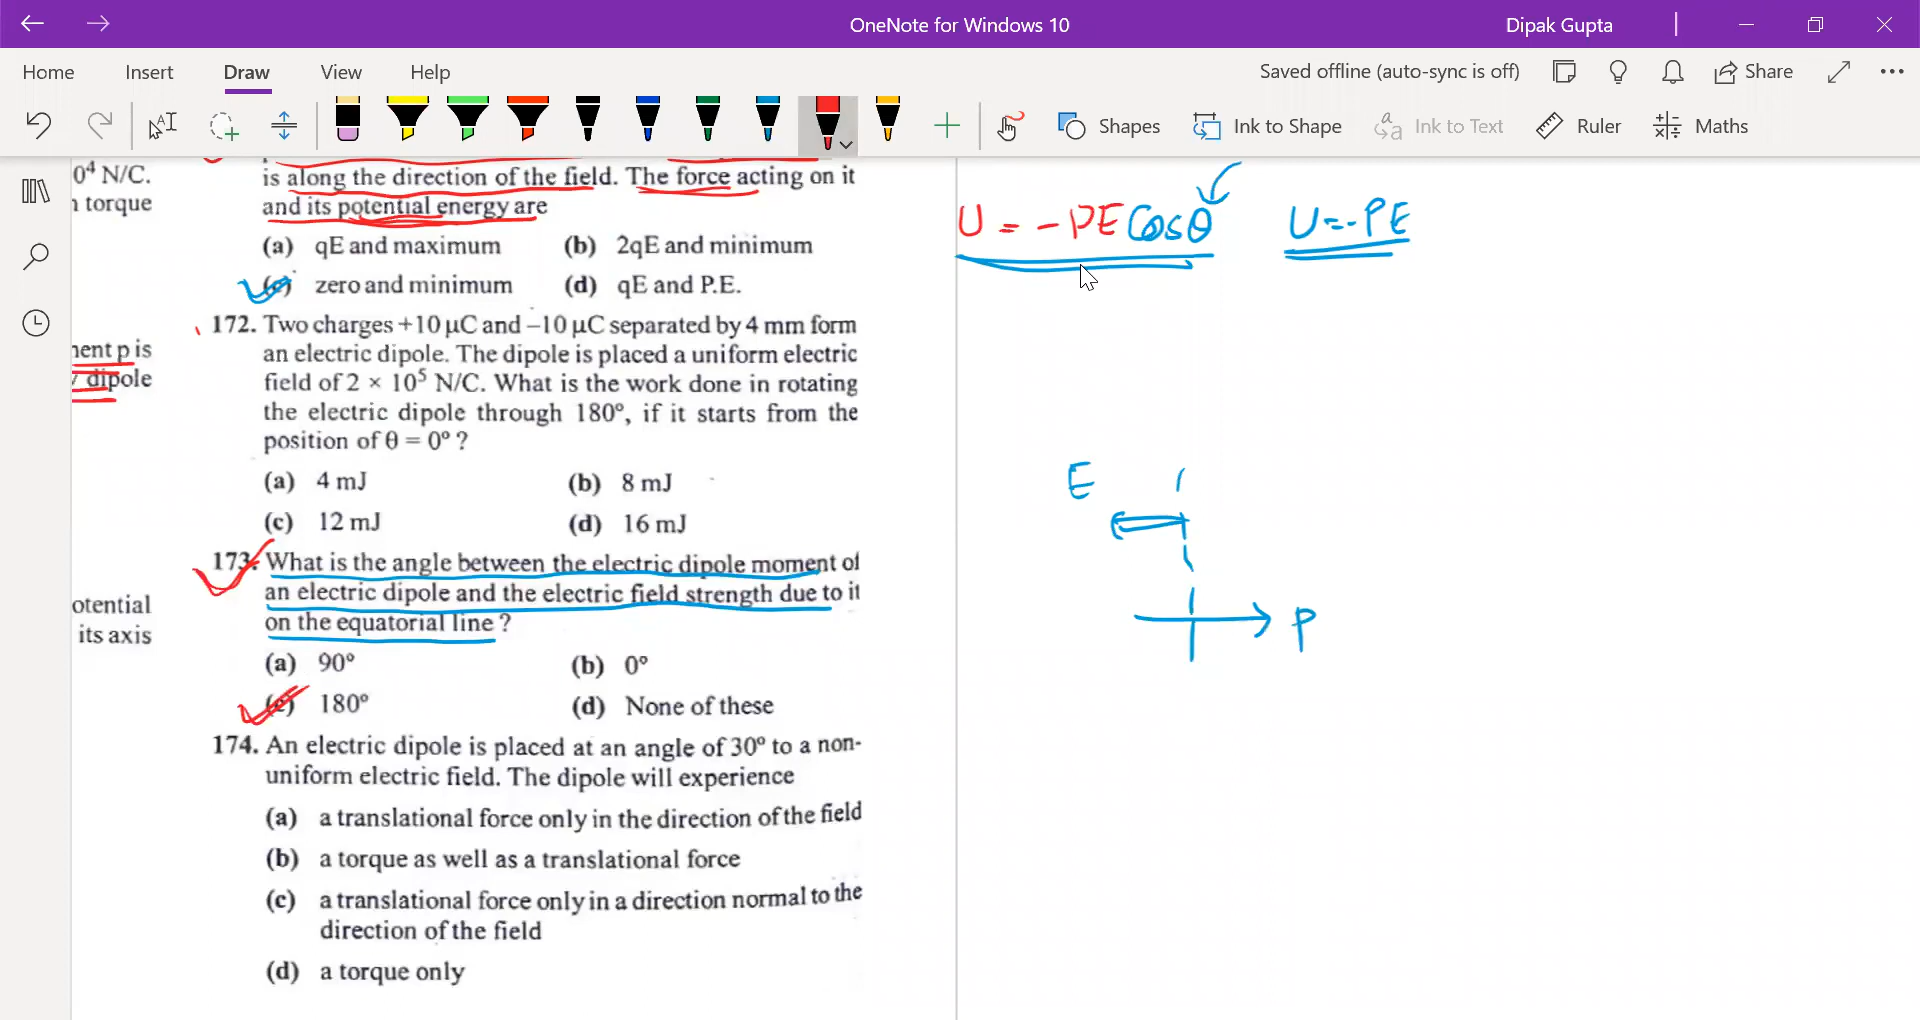 OneNote for Windows 10
Dipak Gupta
Home Insert Draw View Help
Saved offline (auto-sync is off)
Share
Shapes
Ink to Shape
Ink to Text
Ruler
Maths
0⁴ N/C.
torque
ent p is
dipole
otential
its axis
is along the direction of the field. The force acting on it
and its potential energy are
(a) qE and maximum (b) 2qE and minimum
(c) zero and minimum (d) qE and P.E.
172. Two charges +10 μC and –10 μC separated by 4 mm form
an electric dipole. The dipole is placed a uniform electric
field of 2 × 10⁵ N/C. What is the work done in rotating
the electric dipole through 180°, if it starts from the
position of θ = 0° ?
(a) 4 mJ (b) 8 mJ
(c) 12 mJ (d) 16 mJ
173. What is the angle between the electric dipole moment of
an electric dipole and the electric field strength due to it
on the equatorial line ?
(a) 90° (b) 0°
(c) 180° (d) None of these
174. An electric dipole is placed at an angle of 30° to a non-
uniform electric field. The dipole will experience
(a) a translational force only in the direction of the field
(b) a torque as well as a translational force
(c) a translational force only in a direction normal to the
direction of the field
(d) a torque only
U = -PE Cosθ U=-PE
E
P